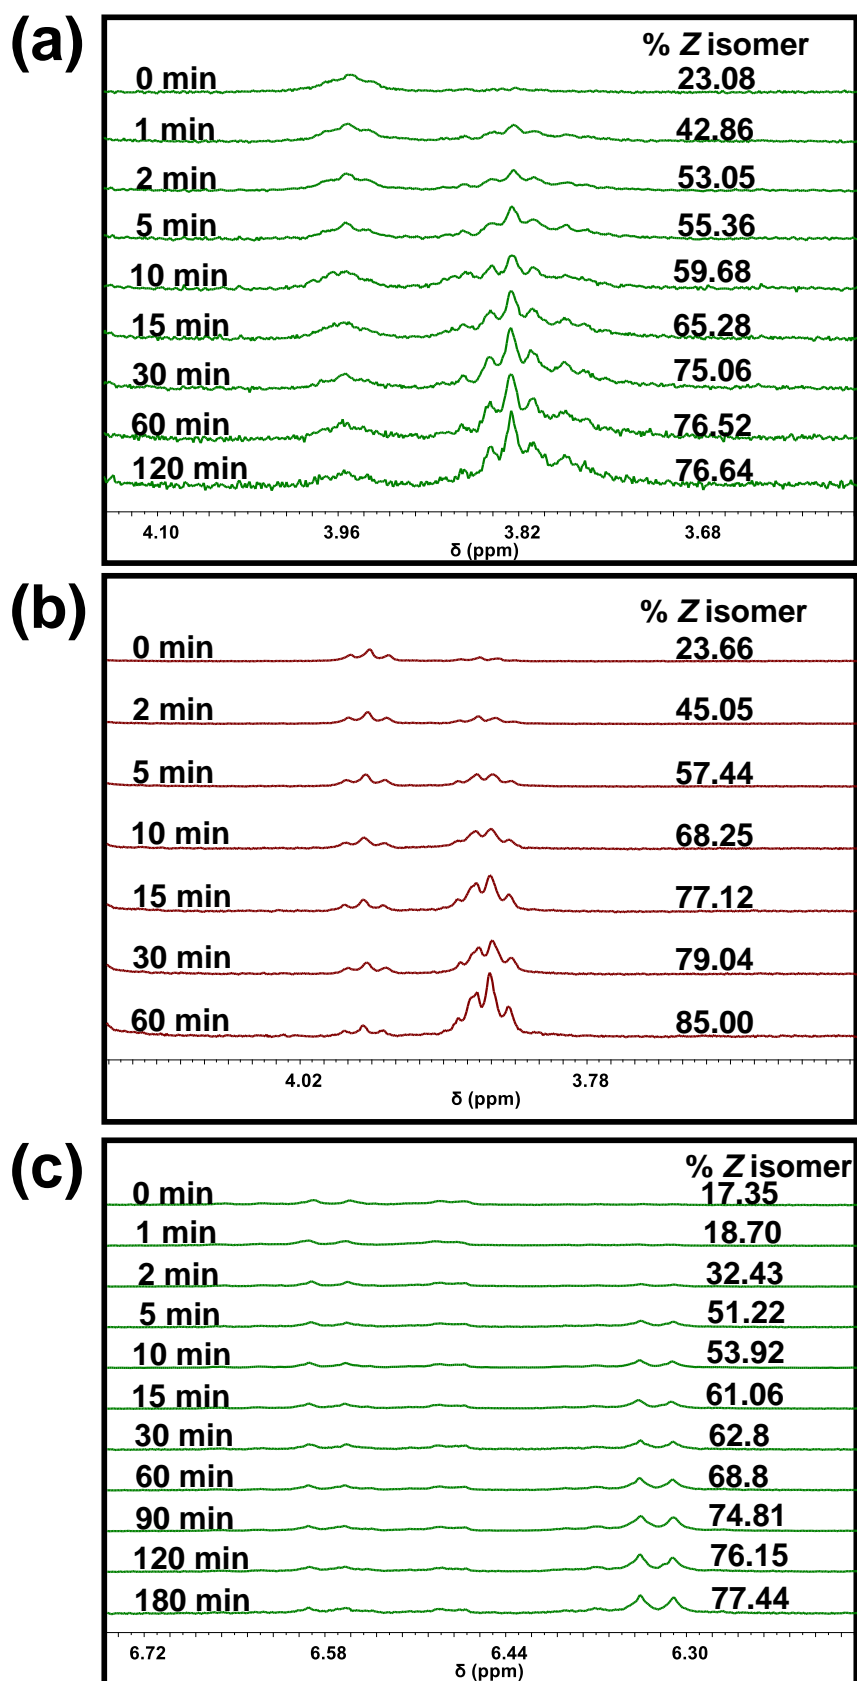 (a)
% Z isomer
0 min 23.08
1 min 42.86
2 min 53.05
5 min 55.36
10 min 59.68
15 min 65.28
30 min 75.06
60 min 76.52
120 min 76.64
4.10 3.96 3.82 3.68
δ (ppm)
(b)
% Z isomer
0 min 23.66
2 min 45.05
5 min 57.44
10 min 68.25
15 min 77.12
30 min 79.04
60 min 85.00
4.02 3.78
δ (ppm)
(c)
% Z isomer
0 min 17.35
1 min 18.70
2 min 32.43
5 min 51.22
10 min 53.92
15 min 61.06
30 min 62.8
60 min 68.8
90 min 74.81
120 min 76.15
180 min 77.44
6.72 6.58 6.44 6.30
δ (ppm)